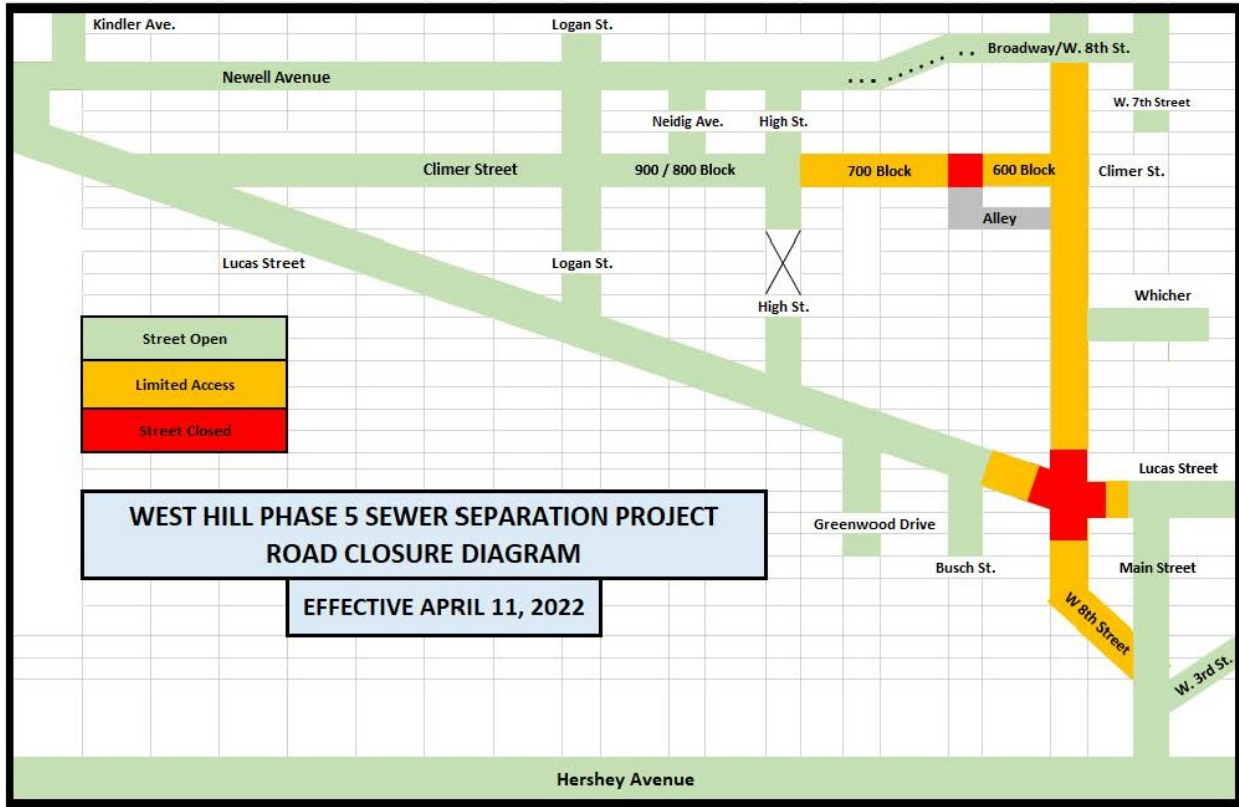 Kindler Ave.
Logan St.
Broadway/W. 8th St.
Newell Avenue
W. 7th Street
Neidig Ave.
High St.
Climer Street
900 / 800 Block
700 Block
600 Block
Climer St.
Alley
Lucas Street
Logan St.
High St.
Whicher
Street Open
Limited Access
Street Closed
Lucas Street
WEST HILL PHASE 5 SEWER SEPARATION PROJECT
ROAD CLOSURE DIAGRAM
Greenwood Drive
Busch St.
Main Street
EFFECTIVE APRIL 11, 2022
W 8th Street
W. 3rd St.
Hershey Avenue